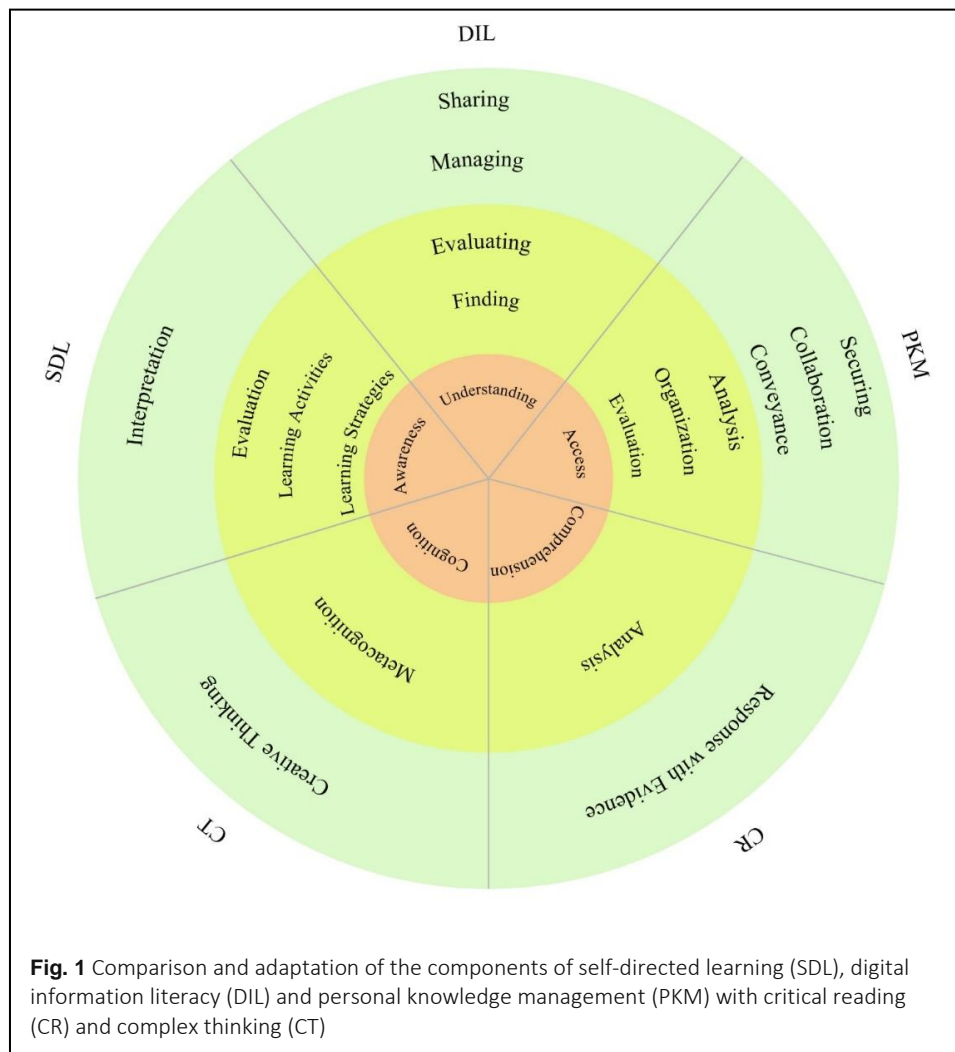 DIL
Sharing
Managing
Evaluating
Finding
Understanding
SDL
Interpretation
Evaluation
Learning Activities
Learning Strategies
Awareness
PKM
Securing
Collaboration
Conveyance
Analysis
Organization
Evaluation
Access
Cognition
Metacognition
Creative Thinking
CT
Comprehension
Analysis
Response with Evidence
CR
Fig. 1 Comparison and adaptation of the components of self-directed learning (SDL), digital
information literacy (DIL) and personal knowledge management (PKM) with critical reading
(CR) and complex thinking (CT)